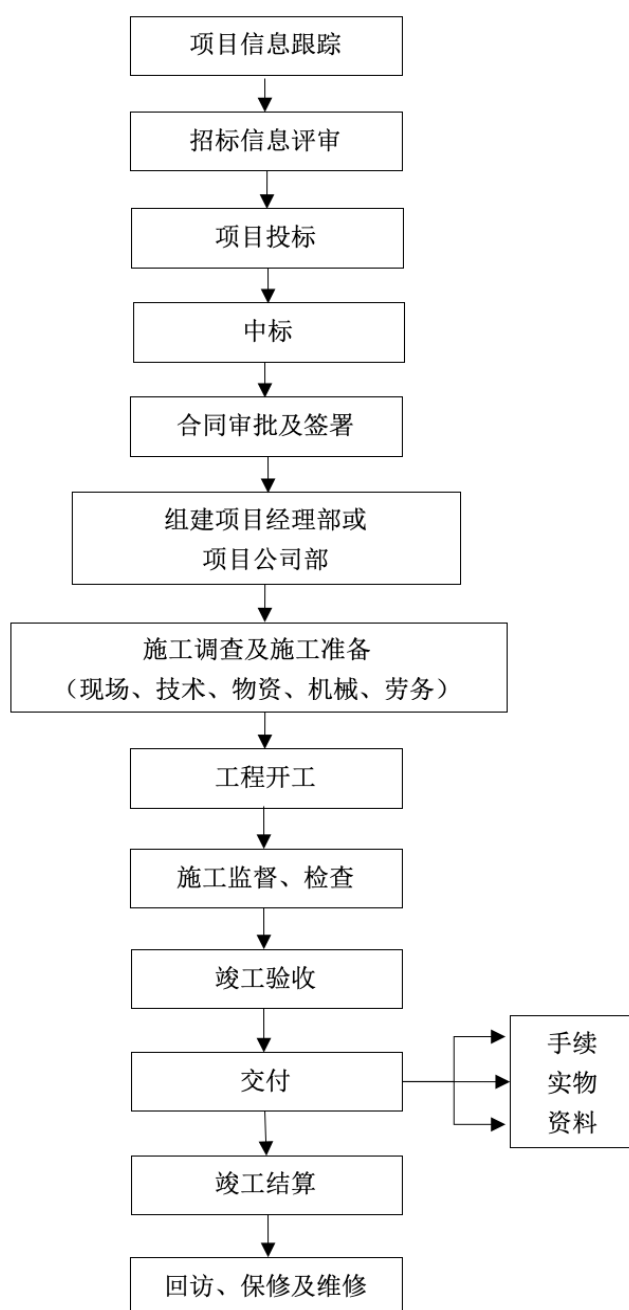 项目信息跟踪
招标信息评审
项目投标
中标
合同审批及签署
组建项目经理部或
项目公司部
施工调查及施工准备
（现场、技术、物资、机械、劳务）
工程开工
施工监督、检查
竣工验收
交付
手续
实物
资料
竣工结算
回访、保修及维修